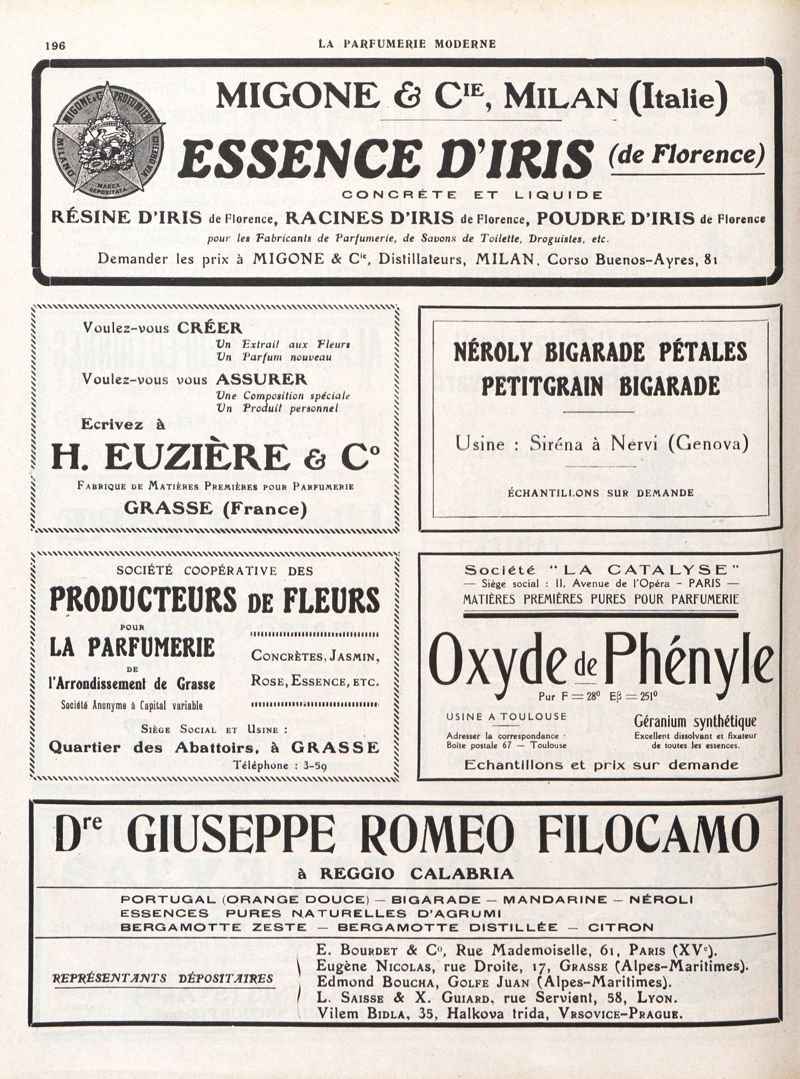 196
LA PARFUMERIE MODERNE
MIGONE & CIE, MILAN (Italie)
MIGONE & C. PROFUMIERI
MILANO
MARCA
DEPOSITATA
ESSENCE D'IRIS (de Florence)
CONCRÈTE ET LIQUIDE
RÉSINE D'IRIS de Florence, RACINES D'IRIS de Florence, POUDRE D'IRIS de Florence
pour les Fabricants de Parfumerie, de Savons de Toilette, Droguistes, etc.
Demander les prix à MIGONE & Cie, Distillateurs, MILAN, Corso Buenos-Ayres, 81
Voulez-vous CRÉER
Un Extrait aux Fleurs
Un Parfum nouveau
Voulez-vous vous ASSURER
Une Composition spéciale
Un Produit personnel
Ecrivez à
H. EUZIÈRE & Co
FABRIQUE DE MATIÈRES PREMIÈRES POUR PARFUMERIE
GRASSE (France)
NÉROLY BIGARADE PÉTALES
PETITGRAIN BIGARADE
Usine : Siréna à Nervi (Genova)
ÉCHANTILLONS SUR DEMANDE
SOCIÉTÉ COOPÉRATIVE DES
PRODUCTEURS DE FLEURS
POUR
LA PARFUMERIE
DE
l'Arrondissement de Grasse
Société Anonyme à Capital variable
CONCRÈTES, JASMIN,
ROSE, ESSENCE, ETC.
SIÈGE SOCIAL ET USINE :
Quartier des Abattoirs, à GRASSE
Téléphone : 3-59
Société "LA CATALYSE"
— Siège social : 11, Avenue de l'Opéra - PARIS —
MATIÈRES PREMIÈRES PURES POUR PARFUMERIE
Oxyde de Phényle
Pur F = 28° Eβ = 251°
USINE A TOULOUSE
Adresser la correspondance :
Boite postale 67 — Toulouse
Géranium synthétique
Excellent dissolvant et fixateur
de toutes les essences.
Echantillons et prix sur demande
Dre GIUSEPPE ROMEO FILOCAMO
à REGGIO CALABRIA
PORTUGAL (ORANGE DOUCE) — BIGARADE — MANDARINE — NÉROLI
ESSENCES PURES NATURELLES D'AGRUMI
BERGAMOTTE ZESTE — BERGAMOTTE DISTILLÉE — CITRON
REPRÉSENTANTS DÉPOSITAIRES
E. BOURDET & Co, Rue Mademoiselle, 61, PARIS (XVe).
Eugène NICOLAS, rue Droite, 17, GRASSE (Alpes-Maritimes).
Edmond BOUCHA, GOLFE JUAN (Alpes-Maritimes).
L. SAISSE & X. GUIARD, rue Servient, 58, LYON.
Vilem BIDLA, 35, Halkova trida, VRSOVICE-PRAGUE.